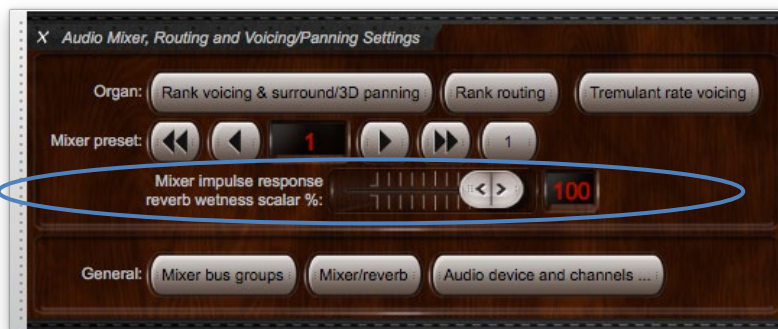 X Audio Mixer, Routing and Voicing/Panning Settings
Organ: Rank voicing & surround/3D panning Rank routing Tremulant rate voicing
Mixer preset: 1 1
Mixer impulse response
reverb wetness scalar %: 100
General: Mixer bus groups Mixer/reverb Audio device and channels ...